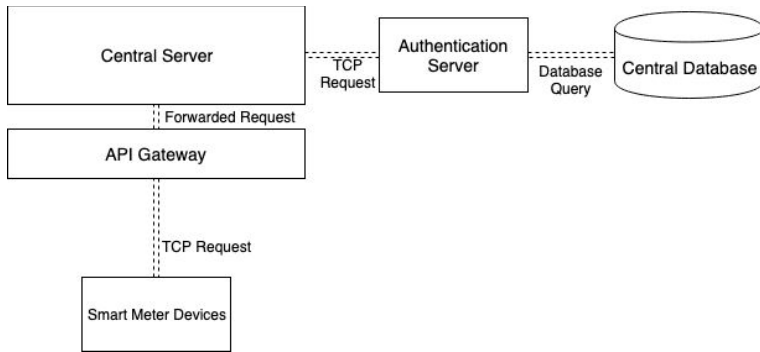 Central Server
TCP
Request
Authentication
Server
Database
Query
Central Database
Forwarded Request
API Gateway
TCP Request
Smart Meter Devices